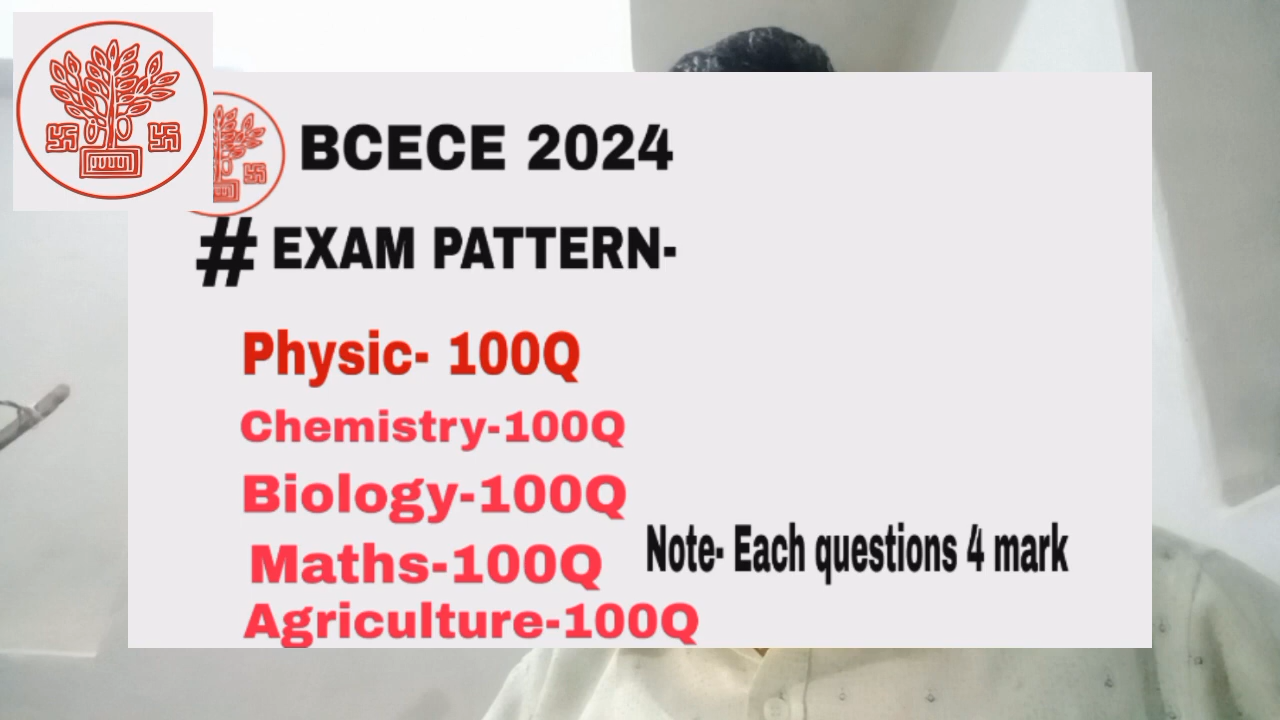 BCECE 2024
# EXAM PATTERN-
Physic- 100Q
Chemistry-100Q
Biology-100Q
Maths-100Q
Note- Each questions 4 mark
Agriculture-100Q